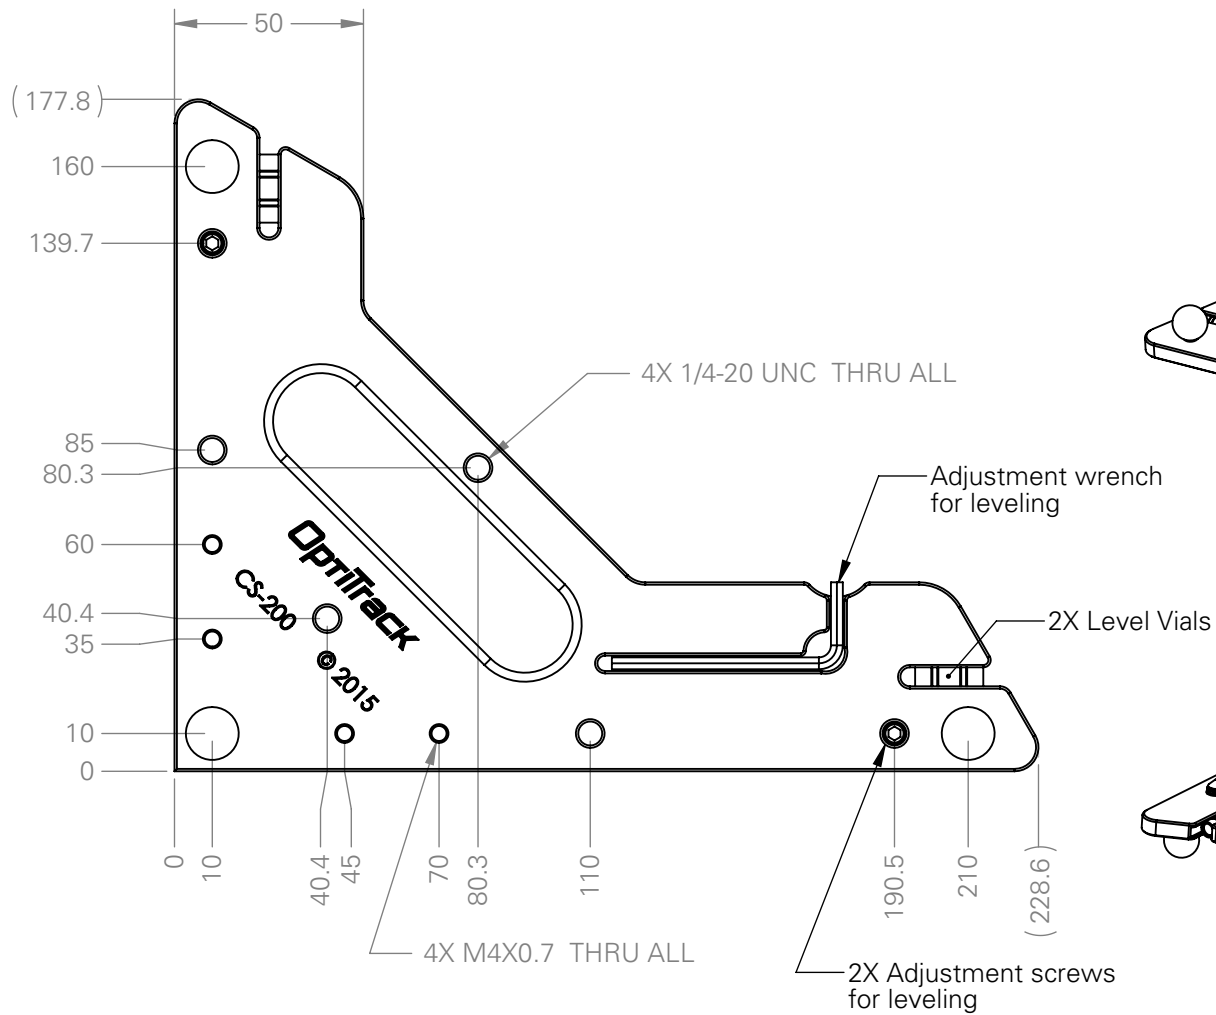 50
( 177.8 )
160
139.7
4X 1/4-20 UNC THRU ALL
85
80.3
Adjustment wrench
for leveling
60
OptiTrack
CS-200
40.4
35
2X Level Vials
© 2015
10
0
0
10
40.4
45
70
80.3
110
190.5
210
( 228.6 )
4X M4X0.7 THRU ALL
2X Adjustment screws
for leveling